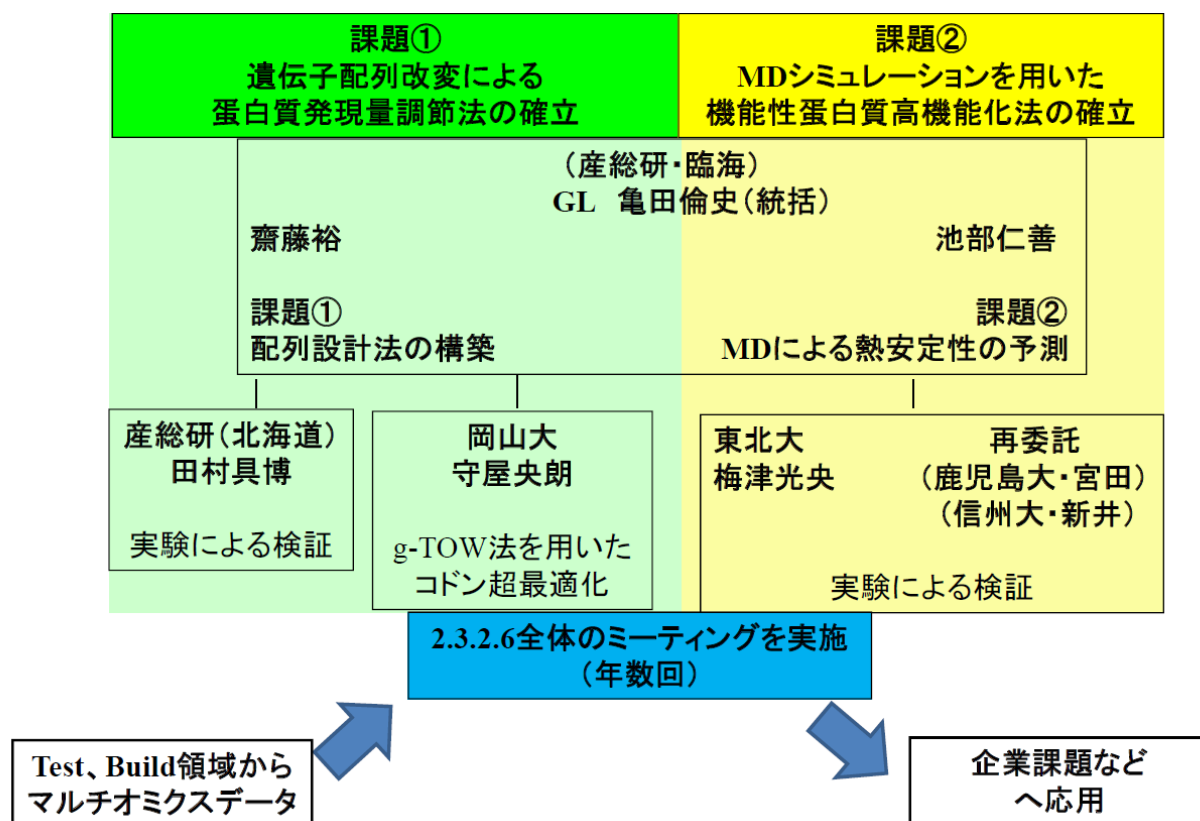 課題①
遺伝子配列改変による
蛋白質発現量調節法の確立
課題②
MDシミュレーションを用いた
機能性蛋白質高機能化法の確立
（産総研・臨海）
GL 亀田倫史（統括）
齋藤裕
池部仁善
課題①
配列設計法の構築
課題②
MDによる熱安定性の予測
産総研（北海道）
田村具博
実験による検証
岡山大
守屋央朗
g-TOW法を用いた
コドン超最適化
東北大
梅津光央
再委託
（鹿児島大・宮田）
（信州大・新井）
実験による検証
2.3.2.6全体のミーティングを実施
（年数回）
Test、Build領域から
マルチオミクスデータ
企業課題など
へ応用